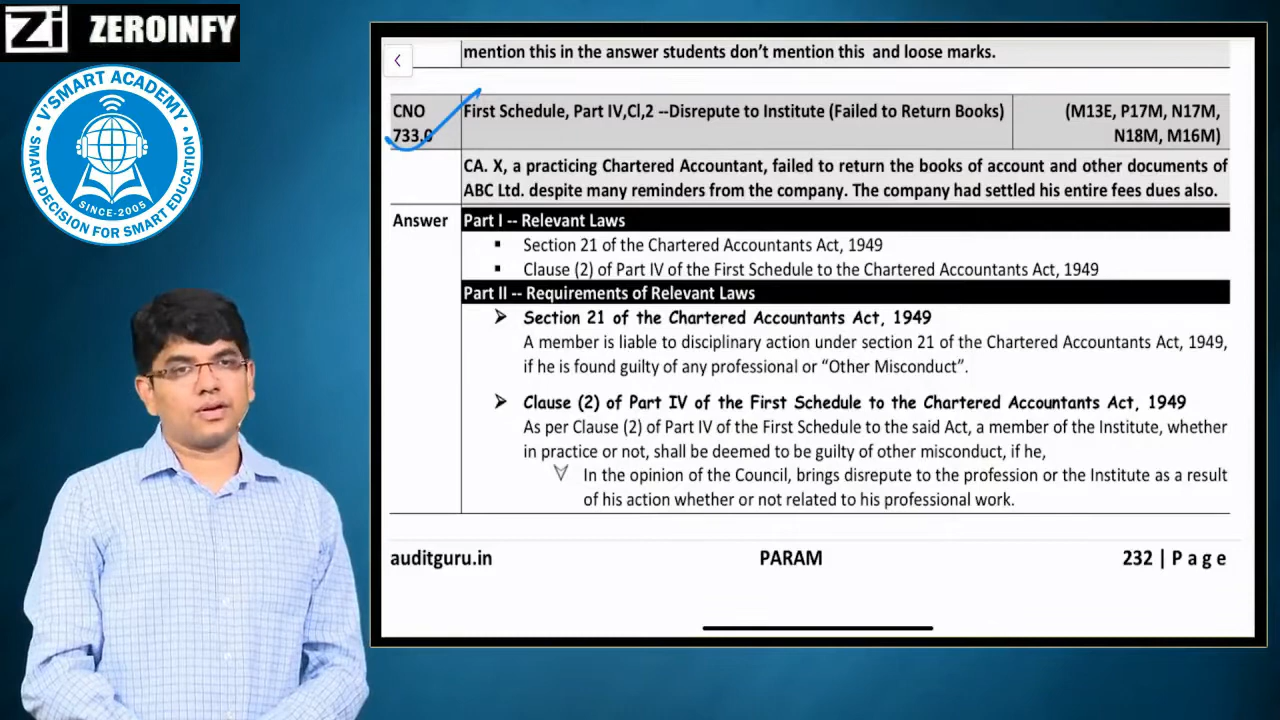 Zi ZEROINFY
V'SMART ACADEMY
SINCE-2005
SMART DECISION FOR SMART EDUCATION
mention this in the answer students don't mention this and loose marks.
CNO 733.0
First Schedule, Part IV,Cl,2 --Disrepute to Institute (Failed to Return Books)
(M13E, P17M, N17M,
N18M, M16M)
CA. X, a practicing Chartered Accountant, failed to return the books of account and other documents of
ABC Ltd. despite many reminders from the company. The company had settled his entire fees dues also.
Answer
Part I -- Relevant Laws
▪ Section 21 of the Chartered Accountants Act, 1949
▪ Clause (2) of Part IV of the First Schedule to the Chartered Accountants Act, 1949
Part II -- Requirements of Relevant Laws
➢ Section 21 of the Chartered Accountants Act, 1949
A member is liable to disciplinary action under section 21 of the Chartered Accountants Act, 1949,
if he is found guilty of any professional or “Other Misconduct”.
➢ Clause (2) of Part IV of the First Schedule to the Chartered Accountants Act, 1949
As per Clause (2) of Part IV of the First Schedule to the said Act, a member of the Institute, whether
in practice or not, shall be deemed to be guilty of other misconduct, if he,
In the opinion of the Council, brings disrepute to the profession or the Institute as a result
of his action whether or not related to his professional work.
auditguru.in PARAM 232 | P a g e